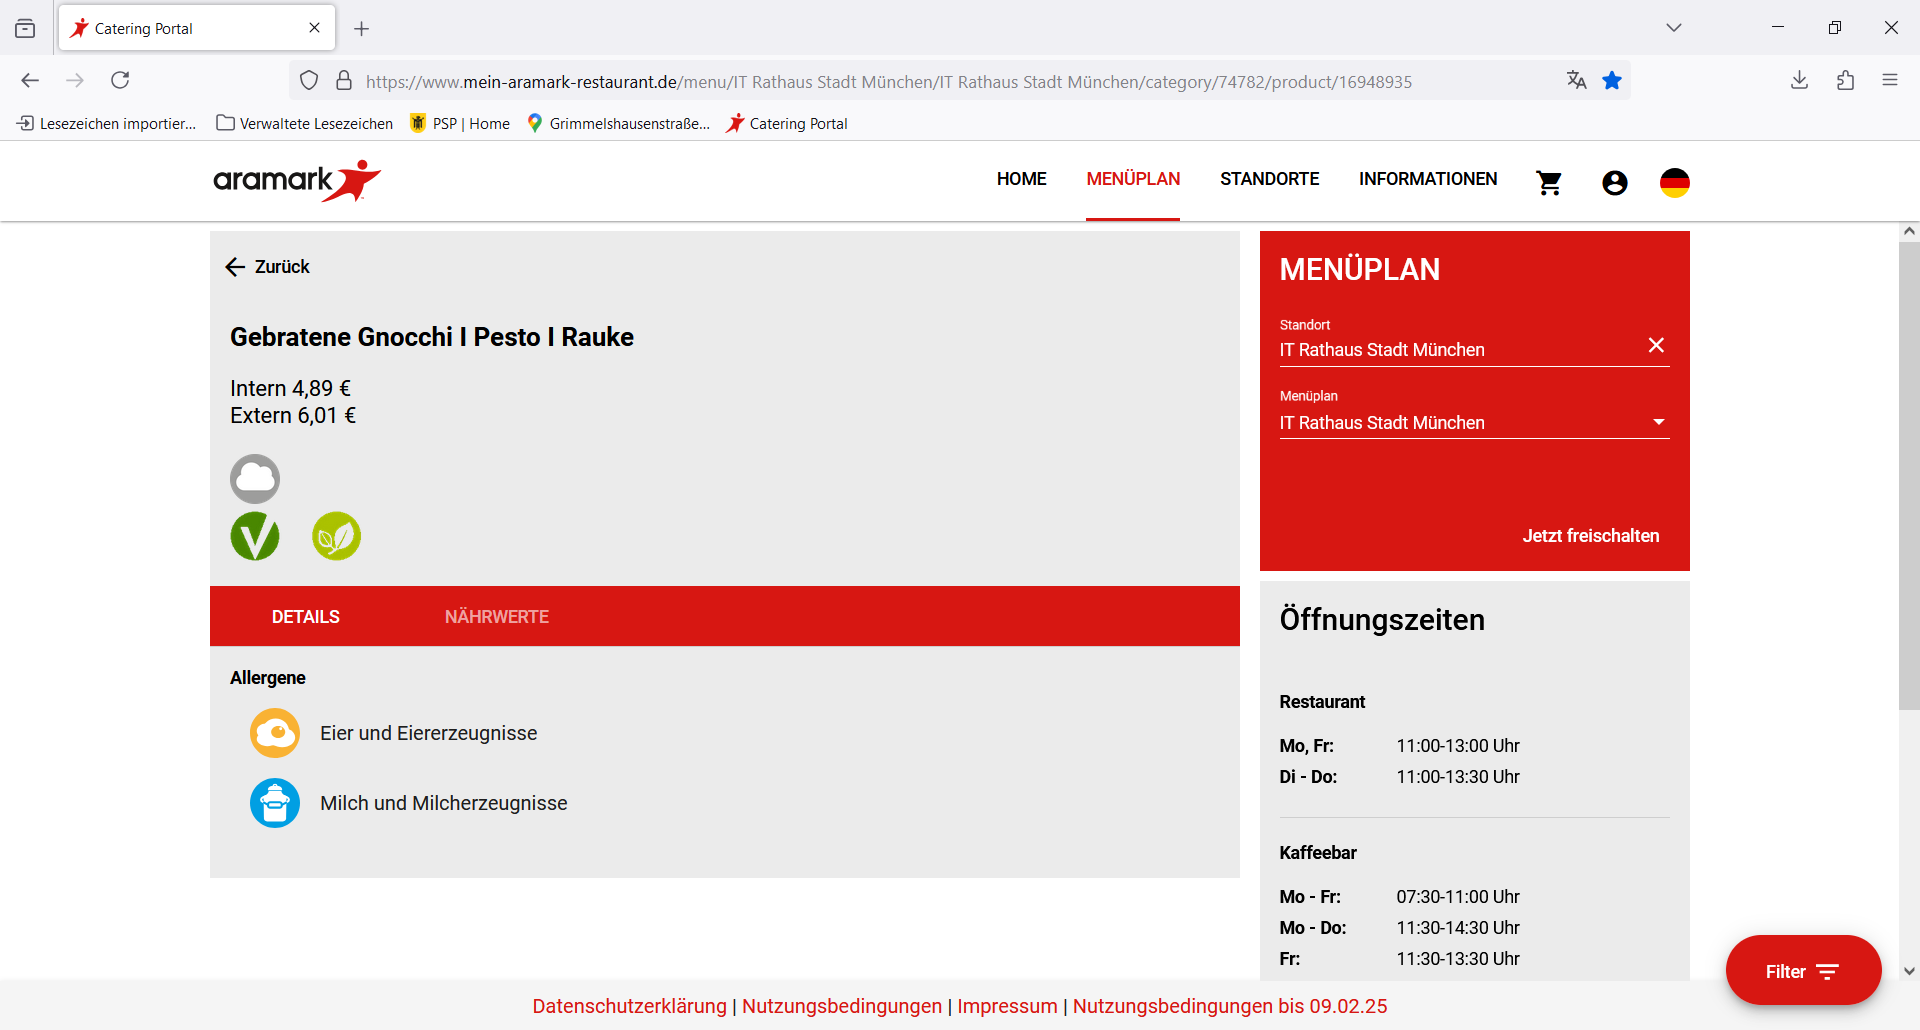 Catering Portal
https://www.mein-aramark-restaurant.de/menu/IT Rathaus Stadt München/IT Rathaus Stadt München/category/74782/product/16948935
Lesezeichen importier... Verwaltete Lesezeichen PSP | Home Grimmelshausenstraße... Catering Portal
aramark HOME MENÜPLAN STANDORTE INFORMATIONEN
Zurück
Gebratene Gnocchi I Pesto I Rauke
Intern 4,89 €
Extern 6,01 €
DETAILS NÄHRWERTE
Allergene
Eier und Eiererzeugnisse
Milch und Milcherzeugnisse
MENÜPLAN
Standort
IT Rathaus Stadt München
Menüplan
IT Rathaus Stadt München
Jetzt freischalten
Öffnungszeiten
Restaurant
Mo, Fr: 11:00-13:00 Uhr
Di - Do: 11:00-13:30 Uhr
Kaffeebar
Mo - Fr: 07:30-11:00 Uhr
Mo - Do: 11:30-14:30 Uhr
Fr: 11:30-13:30 Uhr
Filter
Datenschutzerklärung | Nutzungsbedingungen | Impressum | Nutzungsbedingungen bis 09.02.25